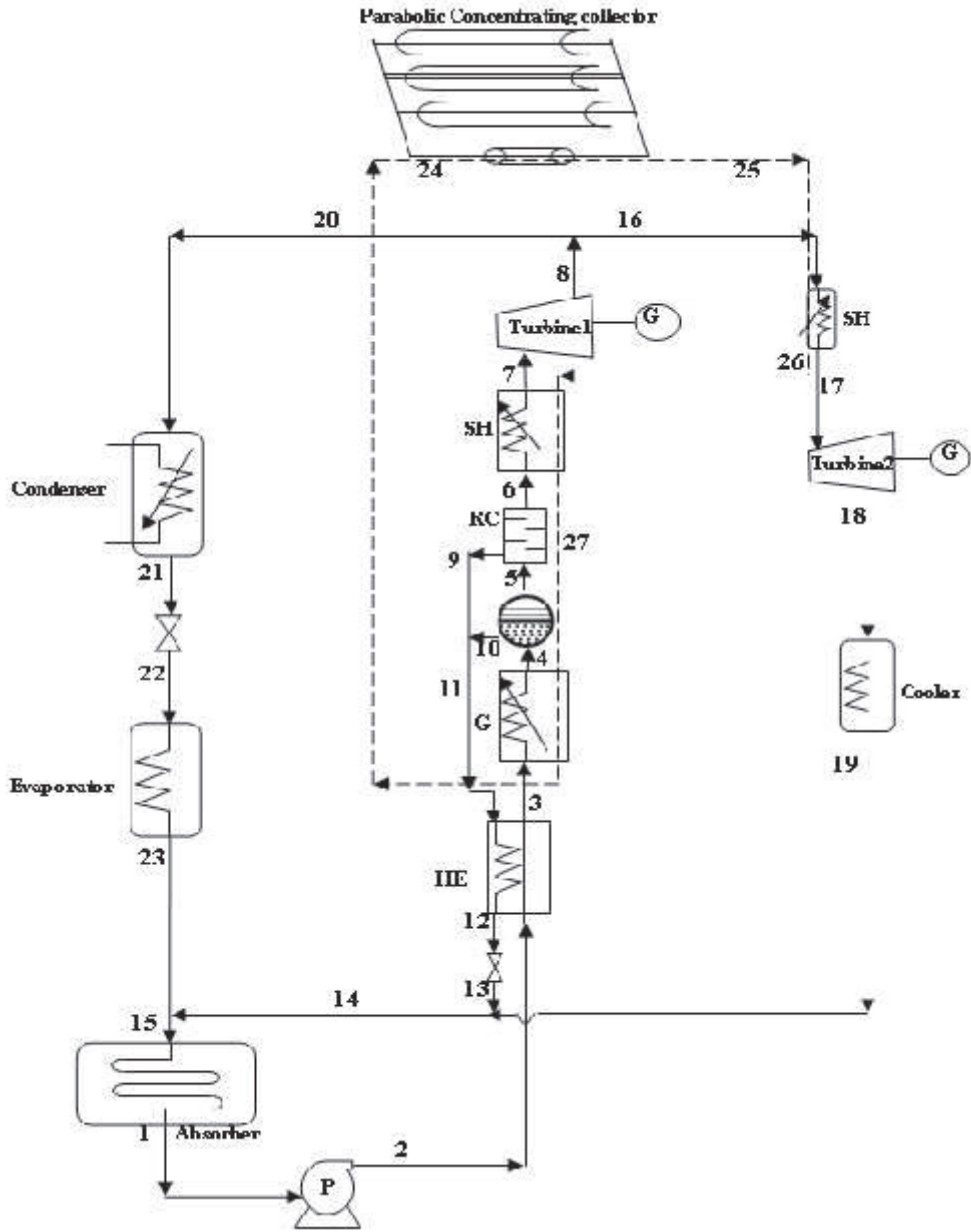 Parabolic Concentrating collector
24
25
20
16
8
Turbine1
G
SH
26
17
7
SH
Turbine2
G
Condenser
6
18
RC
9
27
21
5
10
4
22
11
G
Cooler
Evaporator
19
3
23
HE
12
13
14
15
1
Absorber
2
P